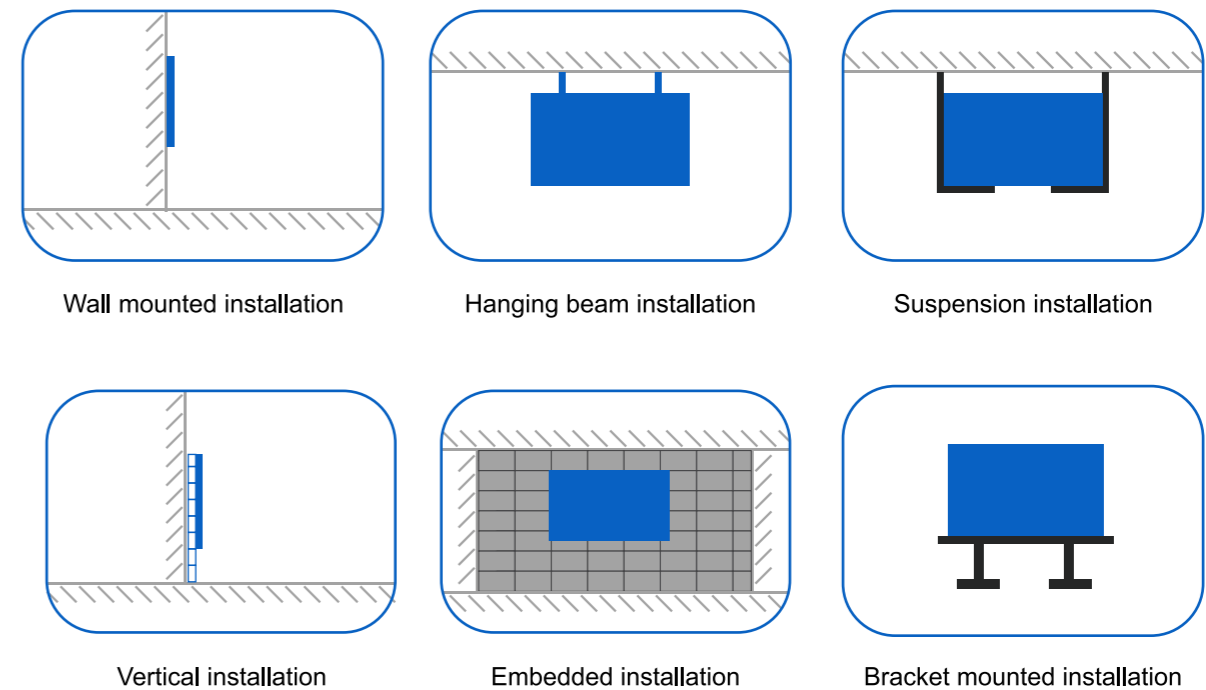 Wall mounted installation
Hanging beam installation
Suspension installation
Vertical installation
Embedded installation
Bracket mounted installation